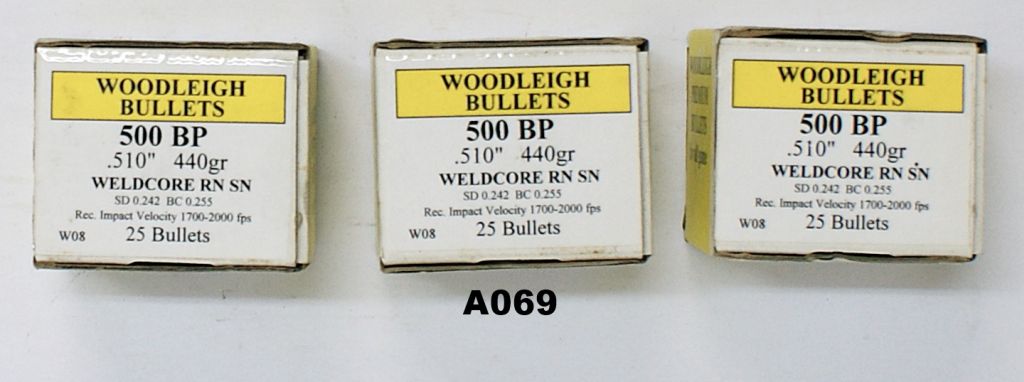 WOODLEIGH
BULLETS
500 BP
.510" 440gr
WELDCORE RN SN
SD 0.242 BC 0.255
Rec. Impact Velocity 1700-2000 fps
W08 25 Bullets
WOODLEIGH
BULLETS
500 BP
.510" 440gr
WELDCORE RN SN
SD 0.242 BC 0.255
Rec. Impact Velocity 1700-2000 fps
W08 25 Bullets
WOODLEIGH
PREMIUM
BULLETS
WOODLEIGH
BULLETS
500 BP
.510" 440gr
WELDCORE RN SN
SD 0.242 BC 0.255
Rec. Impact Velocity 1700-2000 fps
W08 25 Bullets
A069